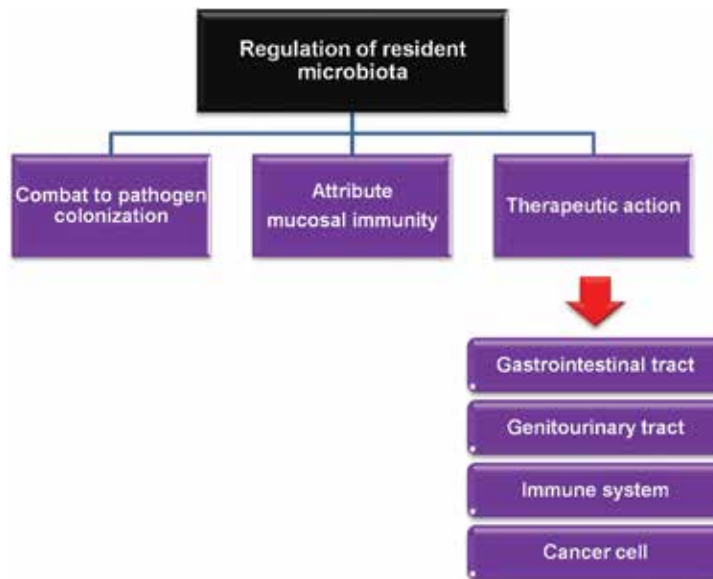 Regulation of resident
microbiota
Combat to pathogen
colonization
Attribute
mucosal immunity
Therapeutic action
Gastrointestinal tract
Genitourinary tract
Immune system
Cancer cell